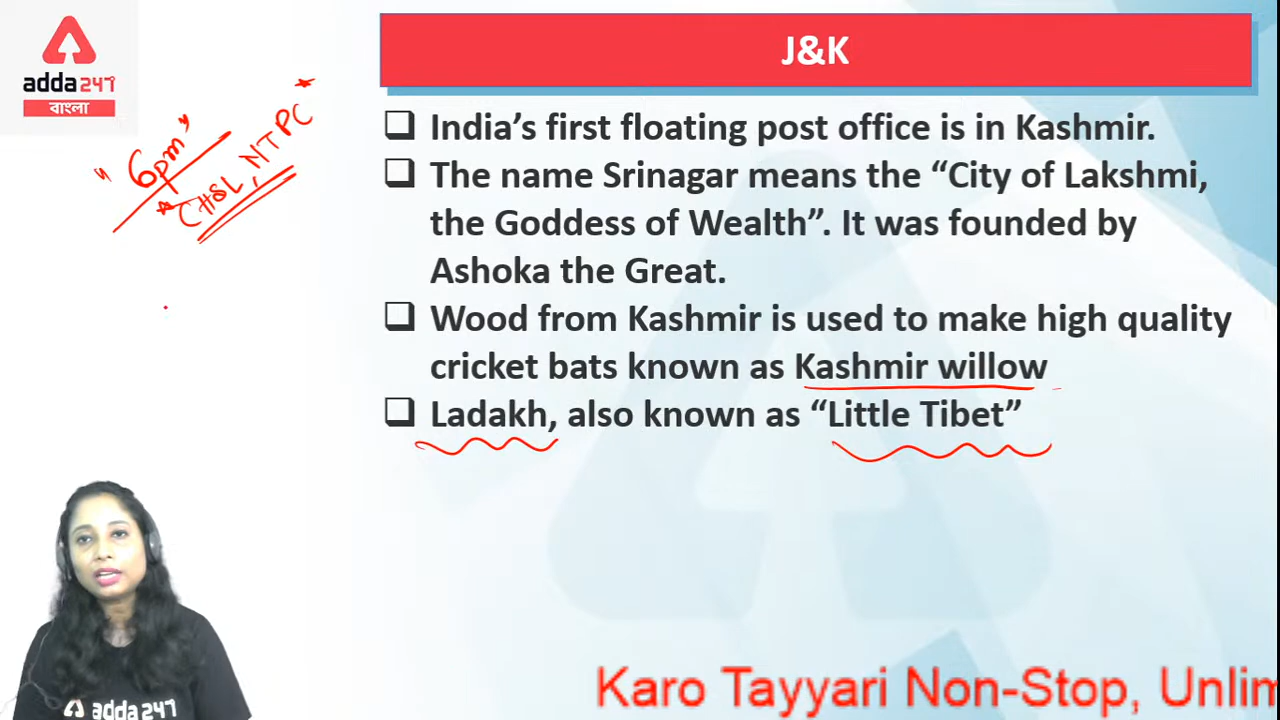 adda247
বাংলা
"6pm"
CHSL, NTPC
J&K
India's first floating post office is in Kashmir.
The name Srinagar means the "City of Lakshmi,
the Goddess of Wealth". It was founded by
Ashoka the Great.
Wood from Kashmir is used to make high quality
cricket bats known as Kashmir willow
Ladakh, also known as "Little Tibet"
adda247
Karo Tayyari Non-Stop, Unlim